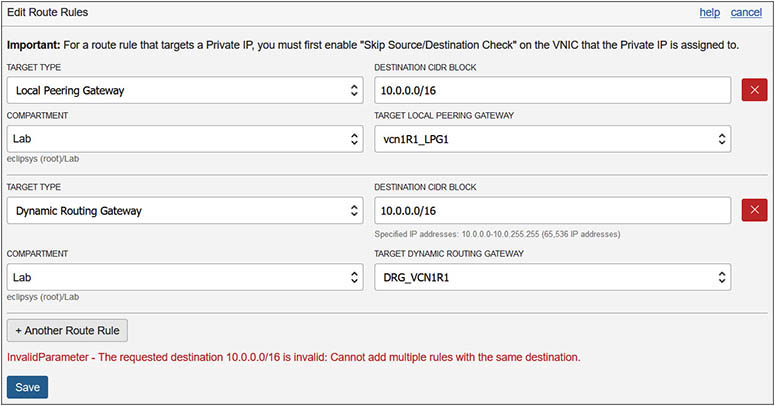 Edit Route Rules
help cancel
Important: For a route rule that targets a Private IP, you must first enable "Skip Source/Destination Check" on the VNIC that the Private IP is assigned to.
TARGET TYPE DESTINATION CIDR BLOCK
Local Peering Gateway 10.0.0.0/16
COMPARTMENT TARGET LOCAL PEERING GATEWAY
Lab vcn1R1_LPG1
eclipsys (root)/Lab
TARGET TYPE DESTINATION CIDR BLOCK
Dynamic Routing Gateway 10.0.0.0/16
Specified IP addresses: 10.0.0.0-10.0.255.255 (65,536 IP addresses)
COMPARTMENT TARGET DYNAMIC ROUTING GATEWAY
Lab DRG_VCN1R1
eclipsys (root)/Lab
+ Another Route Rule
InvalidParameter - The requested destination 10.0.0.0/16 is invalid: Cannot add multiple rules with the same destination.
Save